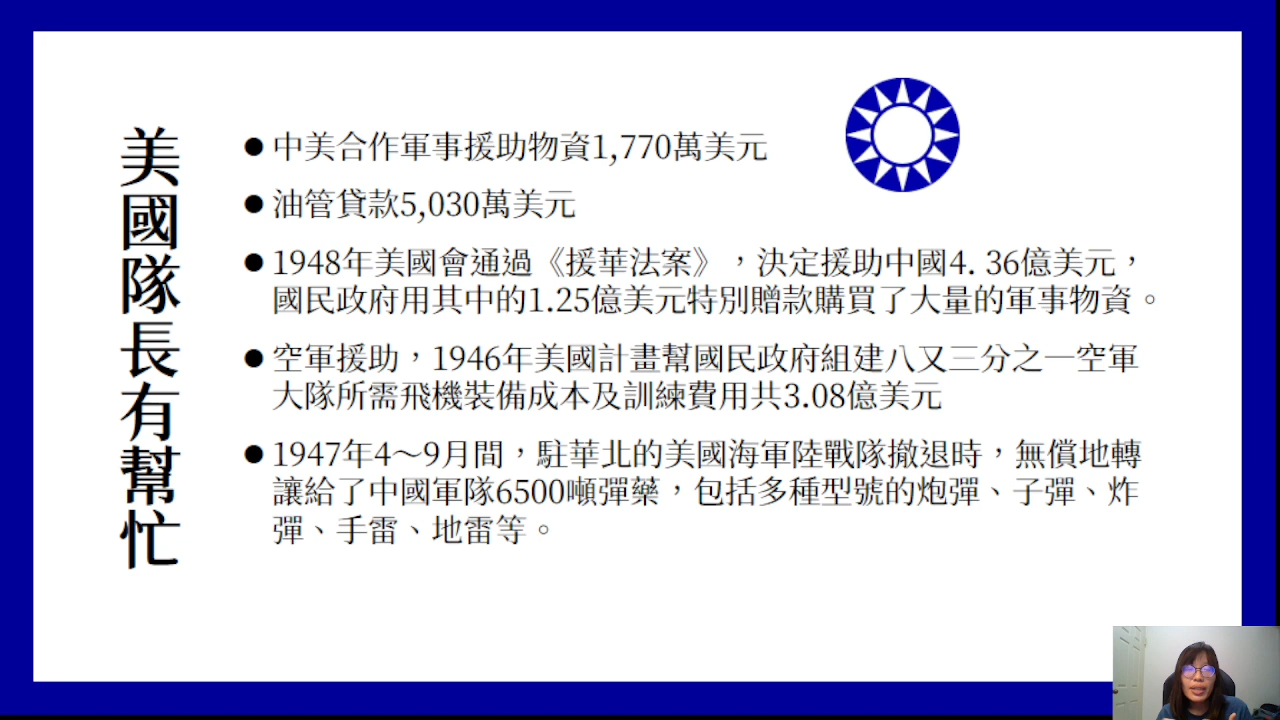 美國隊長有幫忙
●中美合作軍事援助物資1,770萬美元
●油管貸款5,030萬美元
●1948年美國會通過《援華法案》，決定援助中國4. 36億美元，
國民政府用其中的1.25億美元特別贈款購買了大量的軍事物資。
●空軍援助，1946年美國計畫幫國民政府組建八又三分之一空軍
大隊所需飛機裝備成本及訓練費用共3.08億美元
●1947年4～9月間，駐華北的美國海軍陸戰隊撤退時，無償地轉
讓給了中國軍隊6500噸彈藥，包括多種型號的炮彈、子彈、炸
彈、手雷、地雷等。